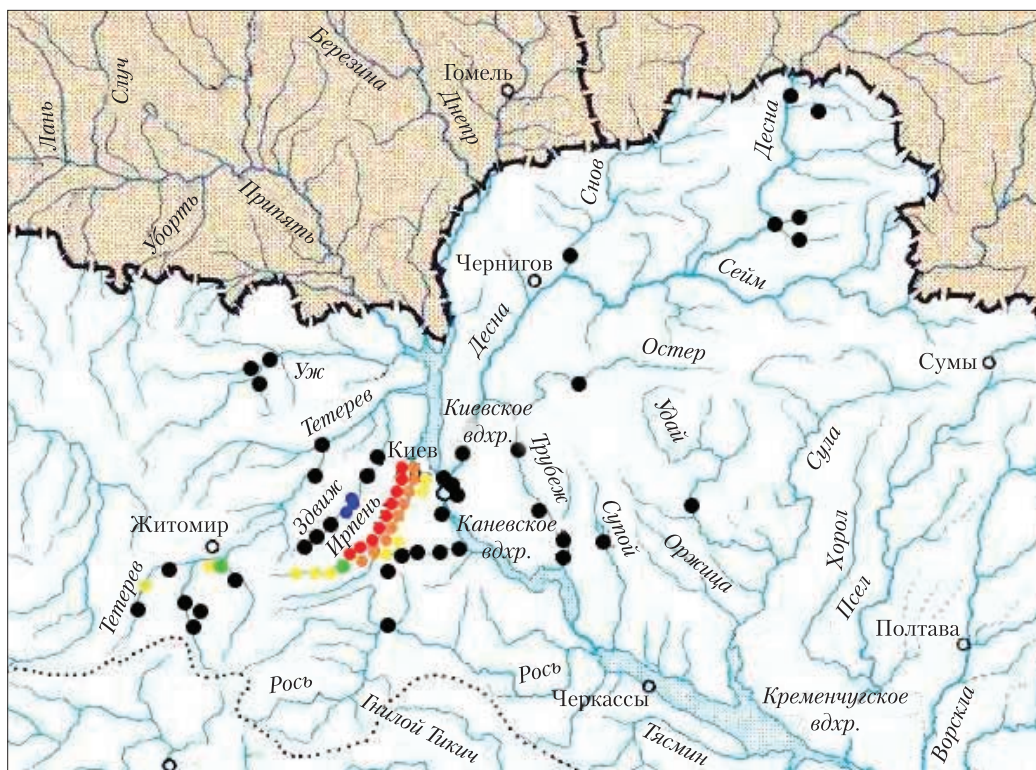 Березина
Гомель
Случ
Лань
Днепр
Десна
Снов
Уборть
Припять
Чернигов
Сейм
Десна
Остер
Сумы
Уж
Тетерев
Киевское
вдхр.
Удай
Киев
Трубеж
Сула
Здвиж
Ирпень
Житомир
Каневское
вдхр.
Супой
Оржица
Хорол
Псел
Тетерев
Полтава
Рось
Рось
Гнилой Тикич
Черкассы
Кременчугское
вдхр.
Тясмин
Ворскла